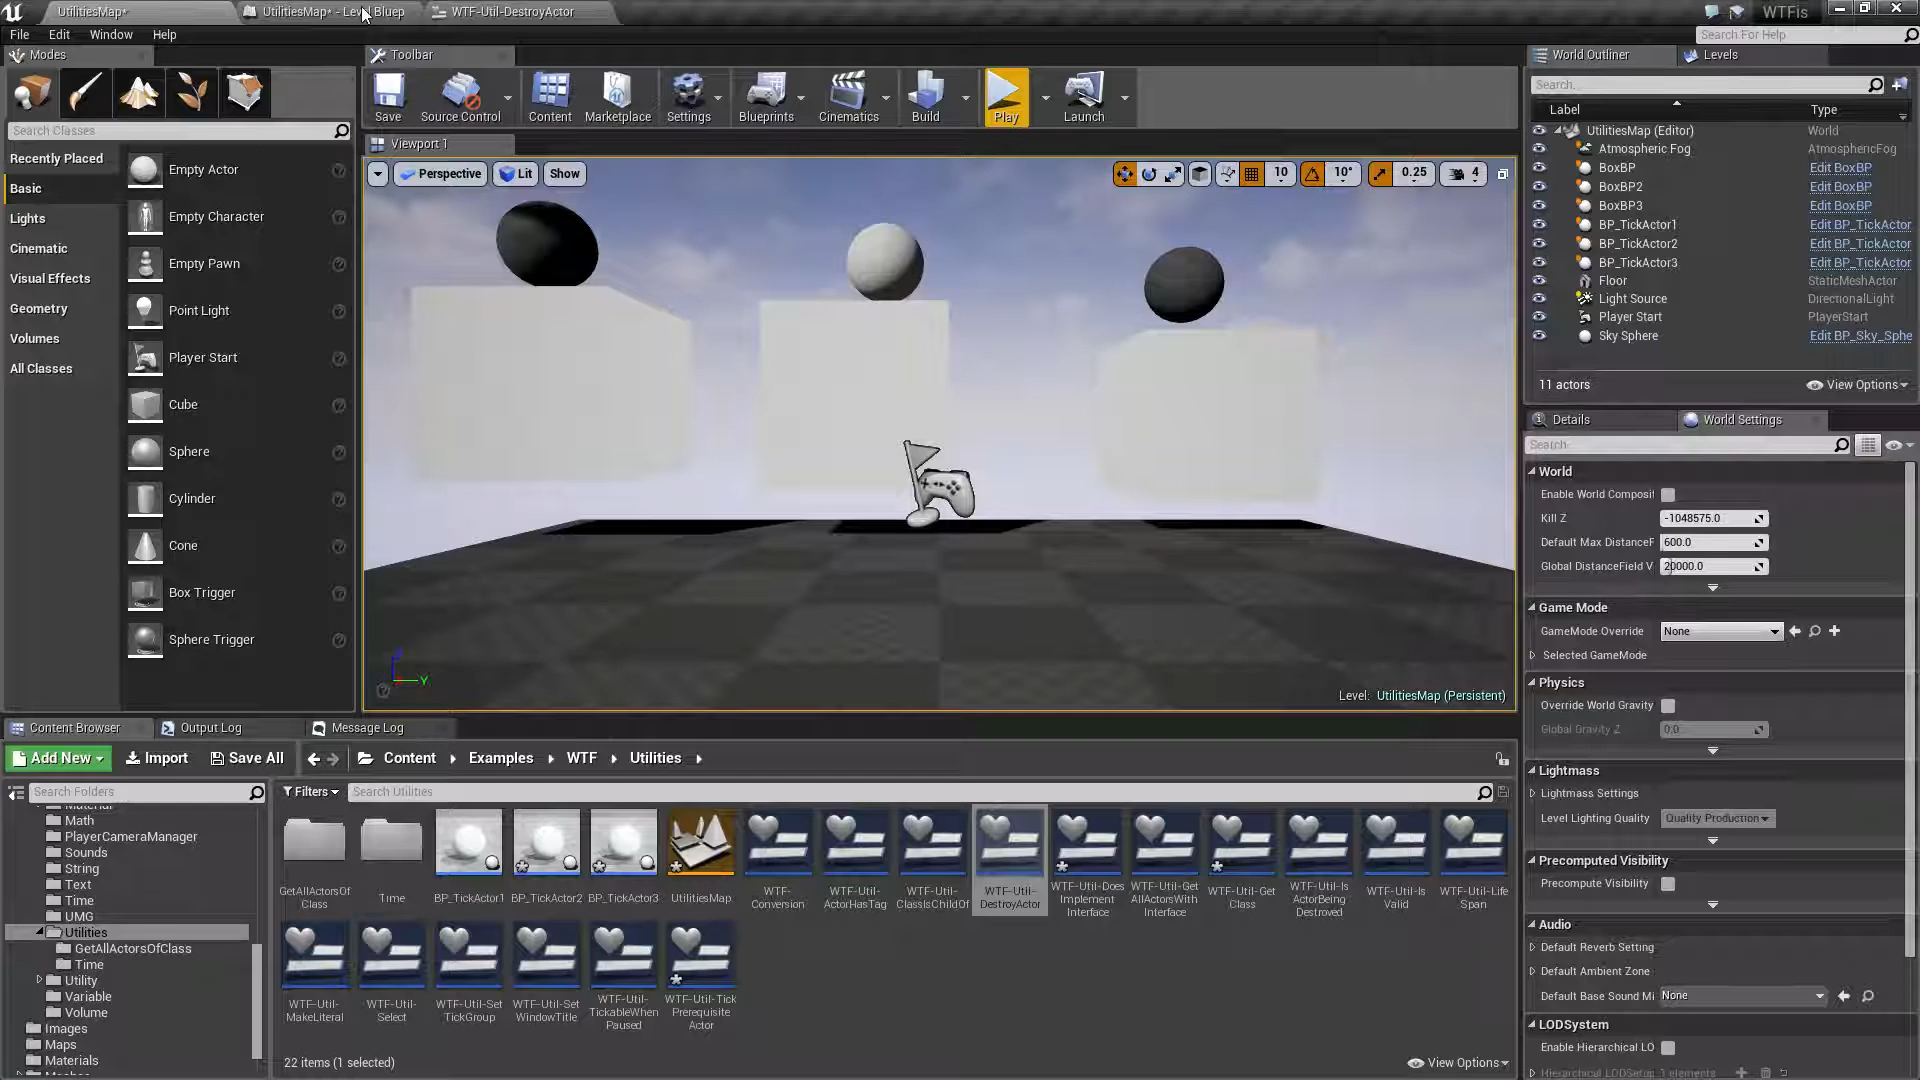 UtilitiesMap*
UtilitiesMap* - Level Bluep
WTF-Util-DestroyActor
WTFis
File
Edit
Window
Help
Search For Help
Modes
Toolbar
World Outliner
Levels
Save
Source Control
Content
Marketplace
Settings
Blueprints
Cinematics
Build
Play
Launch
Search Classes
Recently Placed
Basic
Lights
Cinematic
Visual Effects
Geometry
Volumes
All Classes
Empty Actor
Empty Character
Empty Pawn
Point Light
Player Start
Cube
Sphere
Cylinder
Cone
Box Trigger
Sphere Trigger
Viewport 1
Perspective
Lit
Show
10
10°
0.25
4
Y
Level: UtilitiesMap (Persistent)
Search...
Label Type
UtilitiesMap (Editor) World
Atmospheric Fog AtmosphericFog
BoxBP Edit BoxBP
BoxBP2 Edit BoxBP
BoxBP3 Edit BoxBP
BP_TickActor1 Edit BP_TickActor
BP_TickActor2 Edit BP_TickActor
BP_TickActor3 Edit BP_TickActor
Floor StaticMeshActor
Light Source DirectionalLight
Player Start PlayerStart
Sky Sphere Edit BP_Sky_Sphe
11 actors
View Options
Details
World Settings
Search
World
Enable World Composit
Kill Z -1048575.0
Default Max DistanceF 600.0
Global DistanceField V 20000.0
Game Mode
GameMode Override None
Selected GameMode
Physics
Override World Gravity
Global Gravity Z 0.0
Lightmass
Lightmass Settings
Level Lighting Quality Quality Production
Precomputed Visibility
Precompute Visibility
Audio
Default Reverb Setting
Default Ambient Zone
Default Base Sound Mi None
LODSystem
Enable Hierarchical LO
Hierarchical LODSetup 1 elements
Content Browser
Output Log
Message Log
Add New
Import
Save All
Content
Examples
WTF
Utilities
Search Folders
Filters
Search Utilities
Material
Math
PlayerCameraManager
Sounds
String
Text
Time
UMG
Utilities
GetAllActorsOfClass
Time
Utility
Variable
Volume
Images
Maps
Materials
GetAllActorsOf
Class
Time
BP_TickActor1
BP_TickActor2
BP_TickActor3
UtilitiesMap
WTF-
Conversion
WTF-Util-
ActorHasTag
WTF-Util-
ClassIsChildOf
WTF-Util-
DestroyActor
WTF-Util-Does
Implement
Interface
WTF-Util-Get
AllActorsWith
Interface
WTF-Util-Get
Class
WTF-Util-Is
ActorBeing
Destroyed
WTF-Util-Is
Valid
WTF-Util-Life
Span
WTF-Util-
MakeLiteral
WTF-Util-
Select
WTF-Util-Set
TickGroup
WTF-Util-Set
WindowTitle
WTF-Util-
TickableWhen
Paused
WTF-Util-Tick
Prerequisite
Actor
22 items (1 selected)
View Options